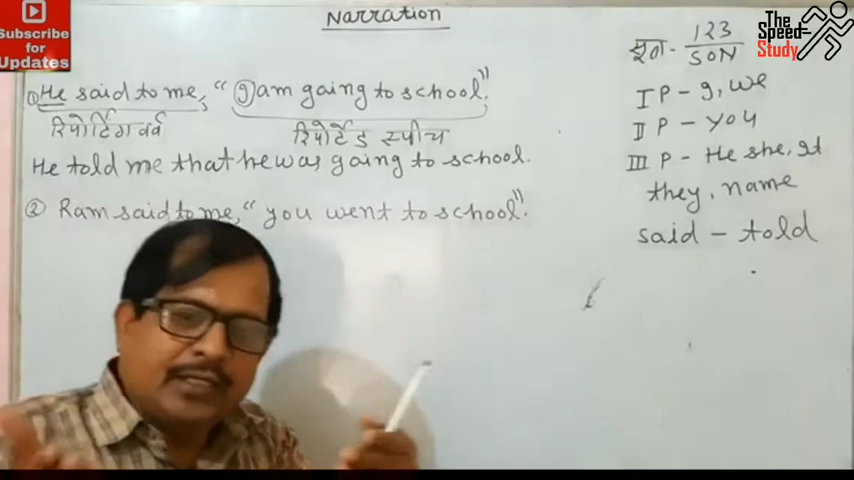 Subscribe
for
Updates
Narration
The
Speed
Study
सूत्र - 123
SON
① He said to me, "I am going to school."
रिपोर्टिंग वर्व
रिपोर्टेड स्पीच
He told me that he was going to school.
② Ram said to me, "you went to school".
I P - I, we
II P - you
III P - He she, It
they, name
said - told